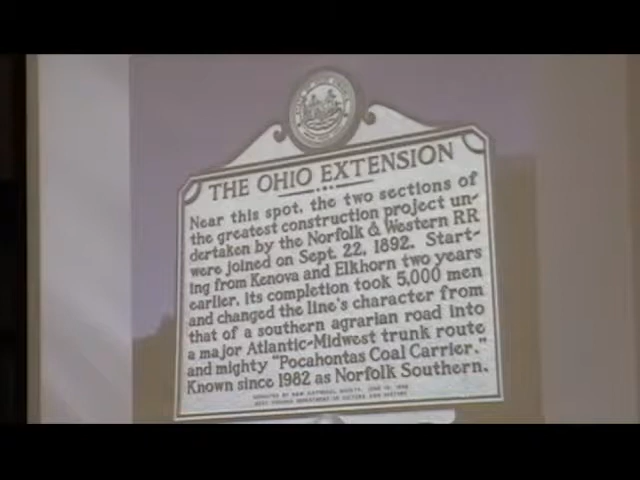 THE OHIO EXTENSION
Near this spot, the two sections of
the greatest construction project un-
dertaken by the Norfolk & Western RR
were joined on Sept. 22, 1892. Start-
ing from Kenova and Elkhorn two years
earlier, its completion took 5,000 men
and changed the line's character from
that of a southern agrarian road into
a major Atlantic-Midwest trunk route
and mighty "Pocahontas Coal Carrier."
Known since 1982 as Norfolk Southern.